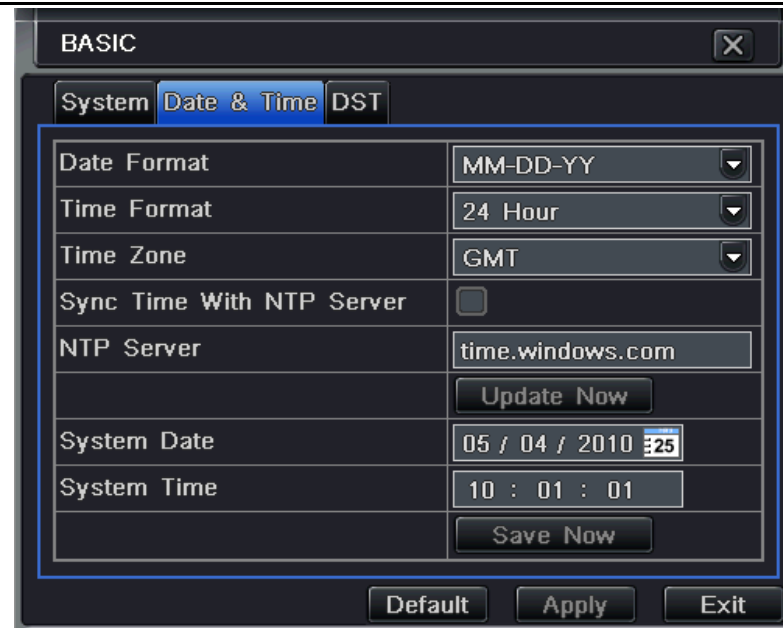 BASIC
System Date & Time DST
Date Format MM-DD-YY
Time Format 24 Hour
Time Zone GMT
Sync Time With NTP Server
NTP Server time.windows.com
Update Now
System Date 05 / 04 / 2010 25
System Time 10 : 01 : 01
Save Now
Default Apply Exit